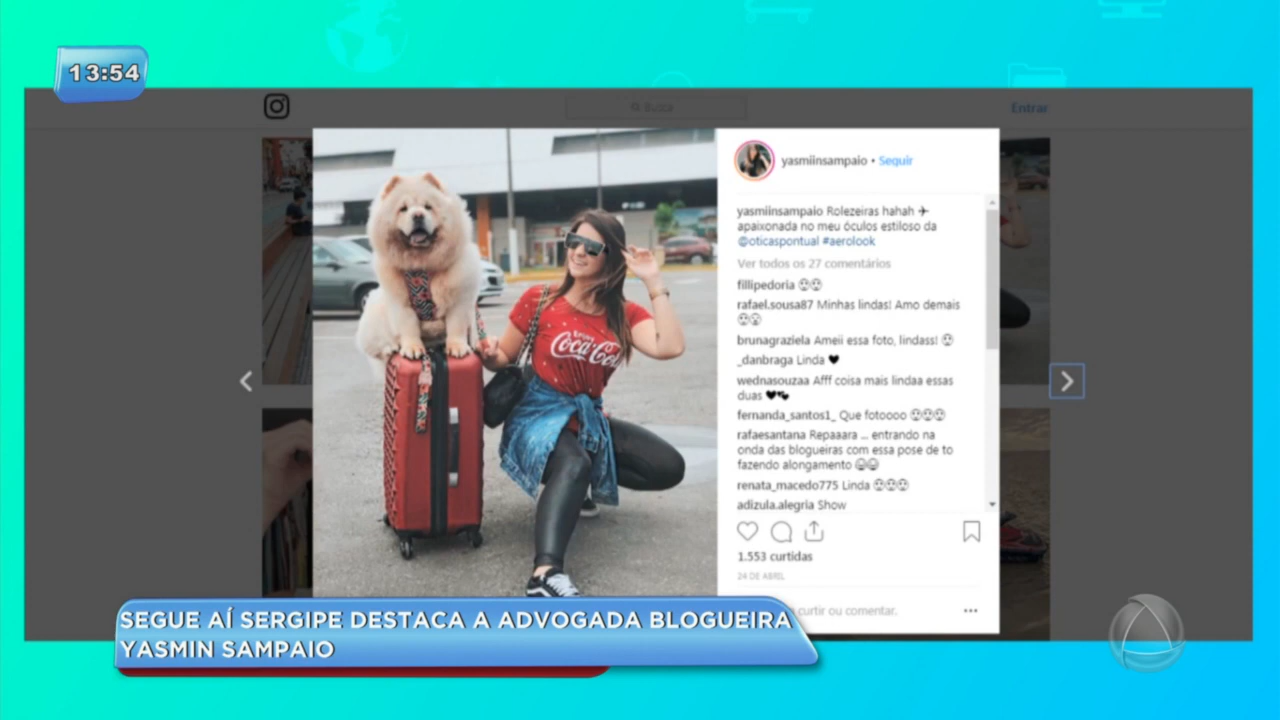 13:54
Busca
Entrar
yasmiinsampaio • Seguir
yasmiinsampaio Rolezeiras hahah ✈
apaixonada no meu óculos estiloso da
@oticaspontual #aerolook
Ver todos os 27 comentários
fillipedoria
rafael.sousa87 Minhas lindas! Amo demais
brunagraziela Ameii essa foto, lindass!
_danbraga Linda ♥
wednasouzaa Afff coisa mais lindaa essas
duas
fernanda_santos1_ Que fotoooo
rafaesantana Repaaara ... entrando na
onda das blogueiras com essa pose de to
fazendo alongamento
renata_macedo775 Linda
adizula.alegria Show
1.553 curtidas
24 DE ABRIL
curtir ou comentar.
Enjoy
Coca-Cola
SEGUE AÍ SERGIPE DESTACA A ADVOGADA BLOGUEIRA
YASMIN SAMPAIO